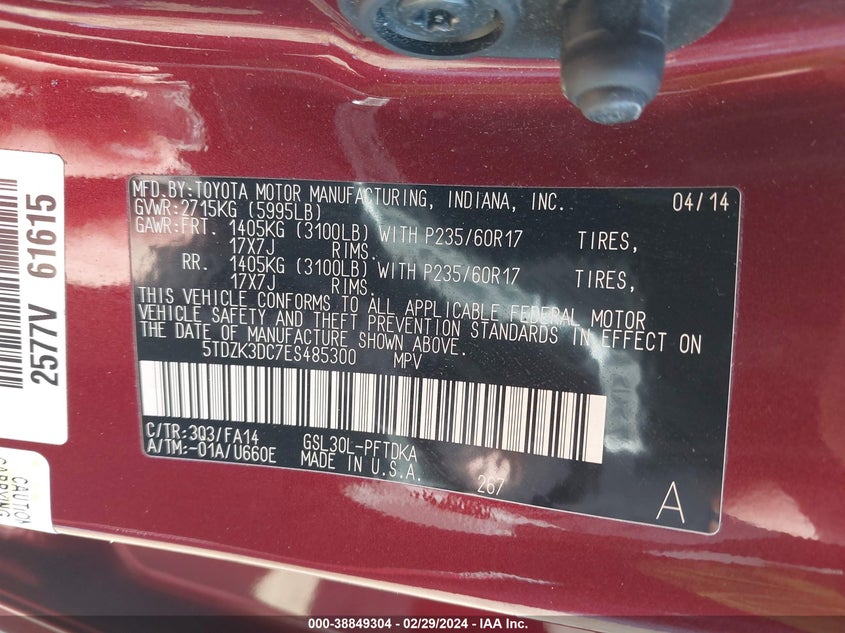 MFD.BY:TOYOTA MOTOR MANUFACTURING, INDIANA, INC. 04/14
GVWR:2715KG (5995LB)
GAWR:FRT. 1405KG (3100LB) WITH P235/60R17 TIRES,
17X7J RIMS.
RR. 1405KG (3100LB) WITH P235/60R17 TIRES,
17X7J RIMS.
THIS VEHICLE CONFORMS TO ALL APPLICABLE FEDERAL MOTOR
VEHICLE SAFETY AND THEFT PREVENTION STANDARDS IN EFFECT ON
THE DATE OF MANUFACTURE SHOWN ABOVE.
5TDZK3DC7ES485300 MPV
C/TR:3Q3/FA14 GSL30L-PFTDKA
A/TM:-01A/U660E MADE IN U.S.A.
267
A
2577V 61615
CAUTION
CARRYING
000-38849304 - 02/29/2024 - IAA Inc.